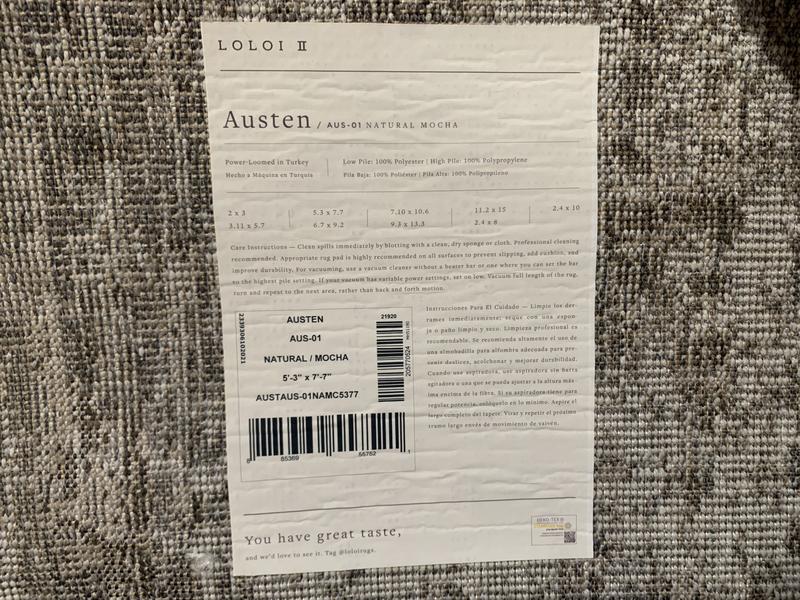 LOLOI II
Austen / AUS-01 NATURAL MOCHA
Power-Loomed in Turkey
Hecho a Máquina en Turquía
Low Pile: 100% Polyester | High Pile: 100% Polypropylene
Pila Baja: 100% Poliéster | Pila Alta: 100% Polipropileno
2 x 3
3.11 x 5.7
5.3 x 7.7
6.7 x 9.2
7.10 x 10.6
9.3 x 13.3
11.2 x 15
2.4 x 8
2.4 x 10
Care Instructions — Clean spills immediately by blotting with a clean, dry sponge or cloth. Professional cleaning
recommended. Appropriate rug pad is highly recommended on all surfaces to prevent slipping, add cushion, and
improve durability. For vacuuming, use a vacuum cleaner without a beater bar or one where you can set the bar
to the highest pile setting. If your vacuum has variable power settings, set on low. Vacuum full length of the rug,
turn and repeat to the next area, rather than back and forth motion.
AUSTEN
AUS-01
NATURAL / MOCHA
5'-3" x 7'-7"
AUSTAUS-01NAMC5377
21920
205770524
85369
55752
1
Instrucciones Para El Cuidado — Limpie los der-
rames inmediatamente; seque con una espon-
ja o paño limpio y seco. Limpieza profesional es
recomendable. Se recomienda altamente el uso de
una almohadilla para alfombra adecuada para pre-
venir deslices, acolchonar y mejorar durabilidad.
Cuando use aspiradora, use aspiradora sin barra
agitadora o una que se pueda ajustar a la altura máx-
ima encima de la fibra. Si su aspiradora tiene para
regular potencia, colóquelo en lo mínimo. Aspire el
largo completo del tapete. Virar y repetir el próximo
tramo largo envés de movimiento de vaivén.
You have great taste,
and we'd love to see it. Tag @loloirugs.
OEKO-TEX